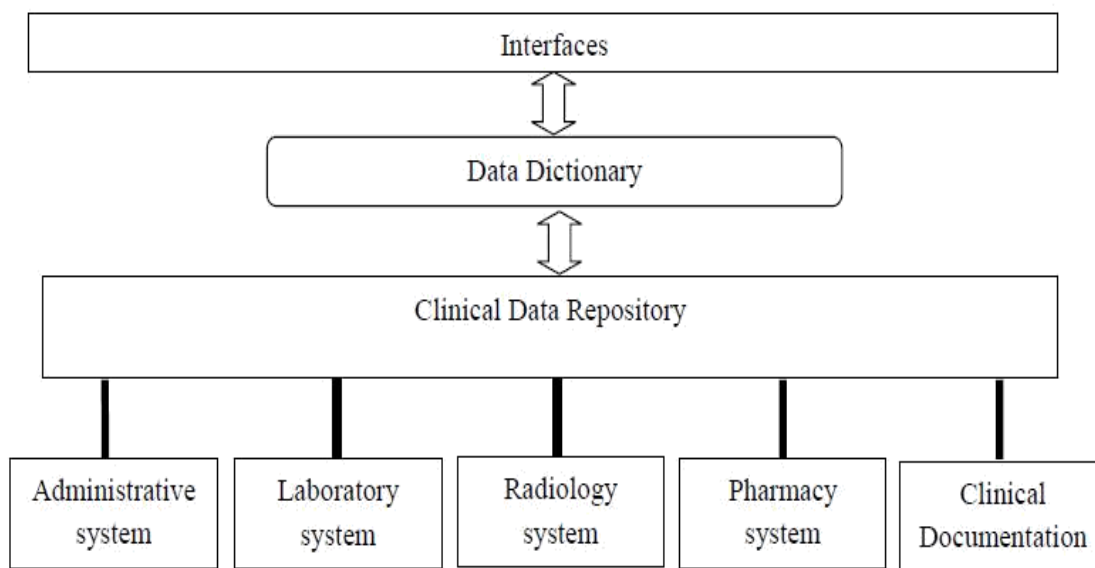 Interfaces
Data Dictionary
Clinical Data Repository
Administrative
system
Laboratory
system
Radiology
system
Pharmacy
system
Clinical
Documentation